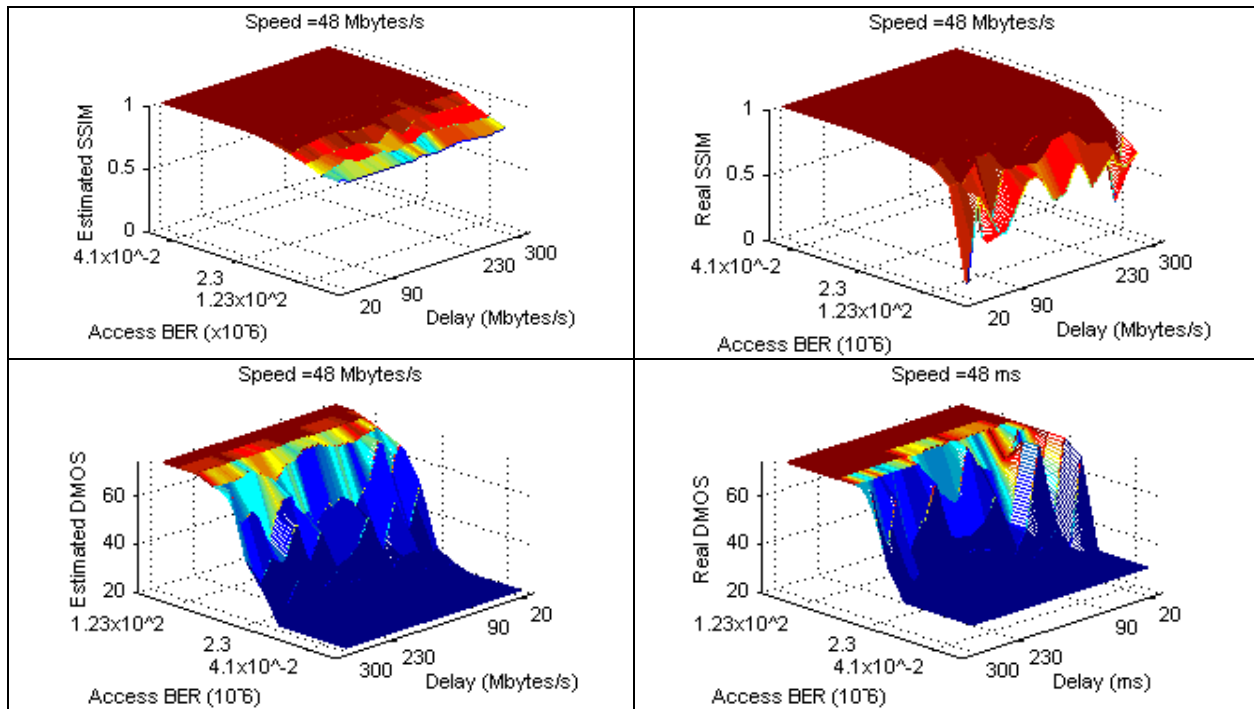 Speed =48 Mbytes/s
Estimated SSIM
1
0.5
0
4.1x10^-2
2.3
1.23x10^2
20
90
230
300
Access BER (x10˜6)
Delay (Mbytes/s)
Speed =48 Mbytes/s
Real SSIM
1
0.5
0
4.1x10^-2
2.3
1.23x10^2
20
90
230
300
Access BER (10˜6)
Delay (Mbytes/s)
Speed =48 Mbytes/s
Estimated DMOS
60
40
20
1.23x10^2
2.3
4.1x10^-2
300
230
90
20
Access BER (10˜6)
Delay (Mbytes/s)
Speed =48 ms
Real DMOS
60
40
20
1.23x10^2
2.3
4.1x10^-2
300
230
90
20
Access BER (10˜6)
Delay (ms)